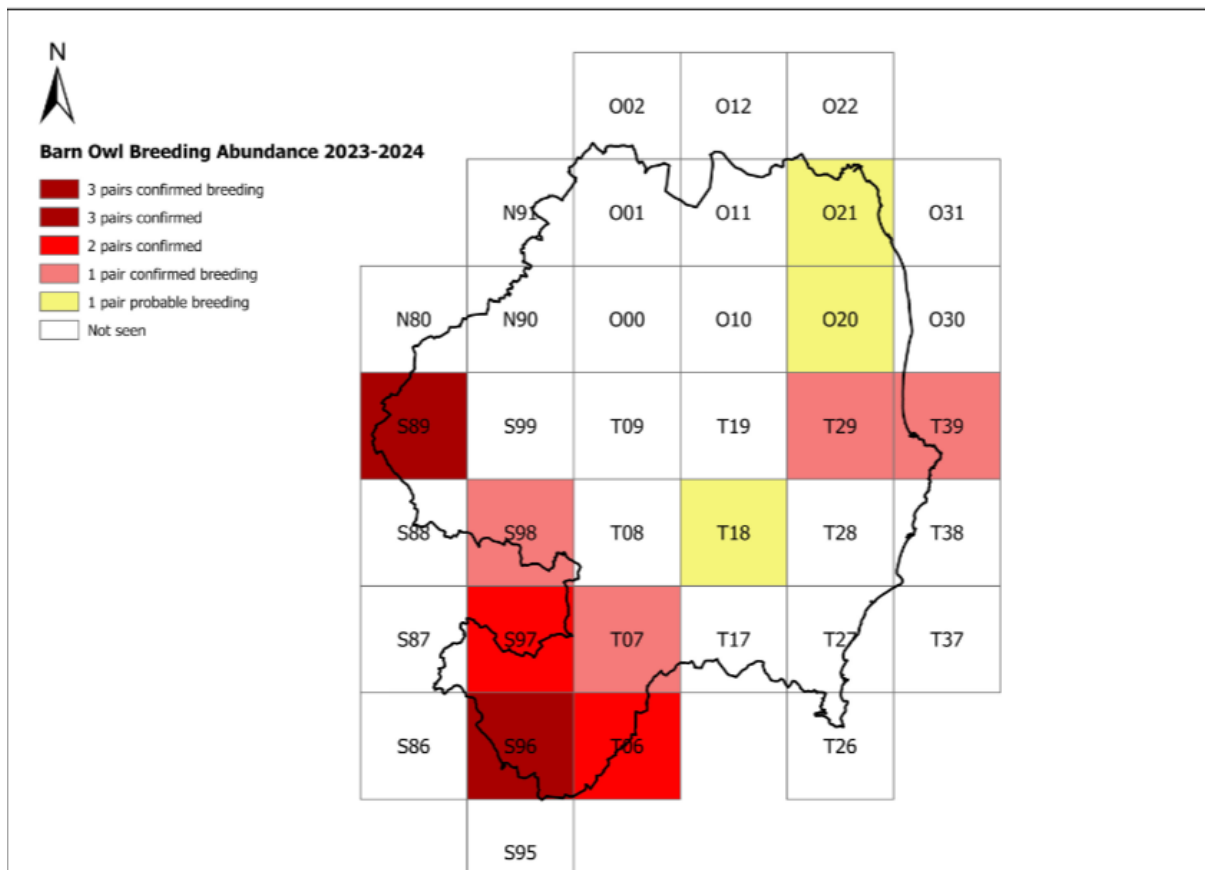 N
Barn Owl Breeding Abundance 2023-2024
3 pairs confirmed breeding
3 pairs confirmed
2 pairs confirmed
1 pair confirmed breeding
1 pair probable breeding
Not seen
O02 O12 O22
N91 O01 O11 O21 O31
N80 N90 O00 O10 O20 O30
S89 S99 T09 T19 T29 T39
S88 S98 T08 T18 T28 T38
S87 S97 T07 T17 T27 T37
S86 S96 T06 T26
S95